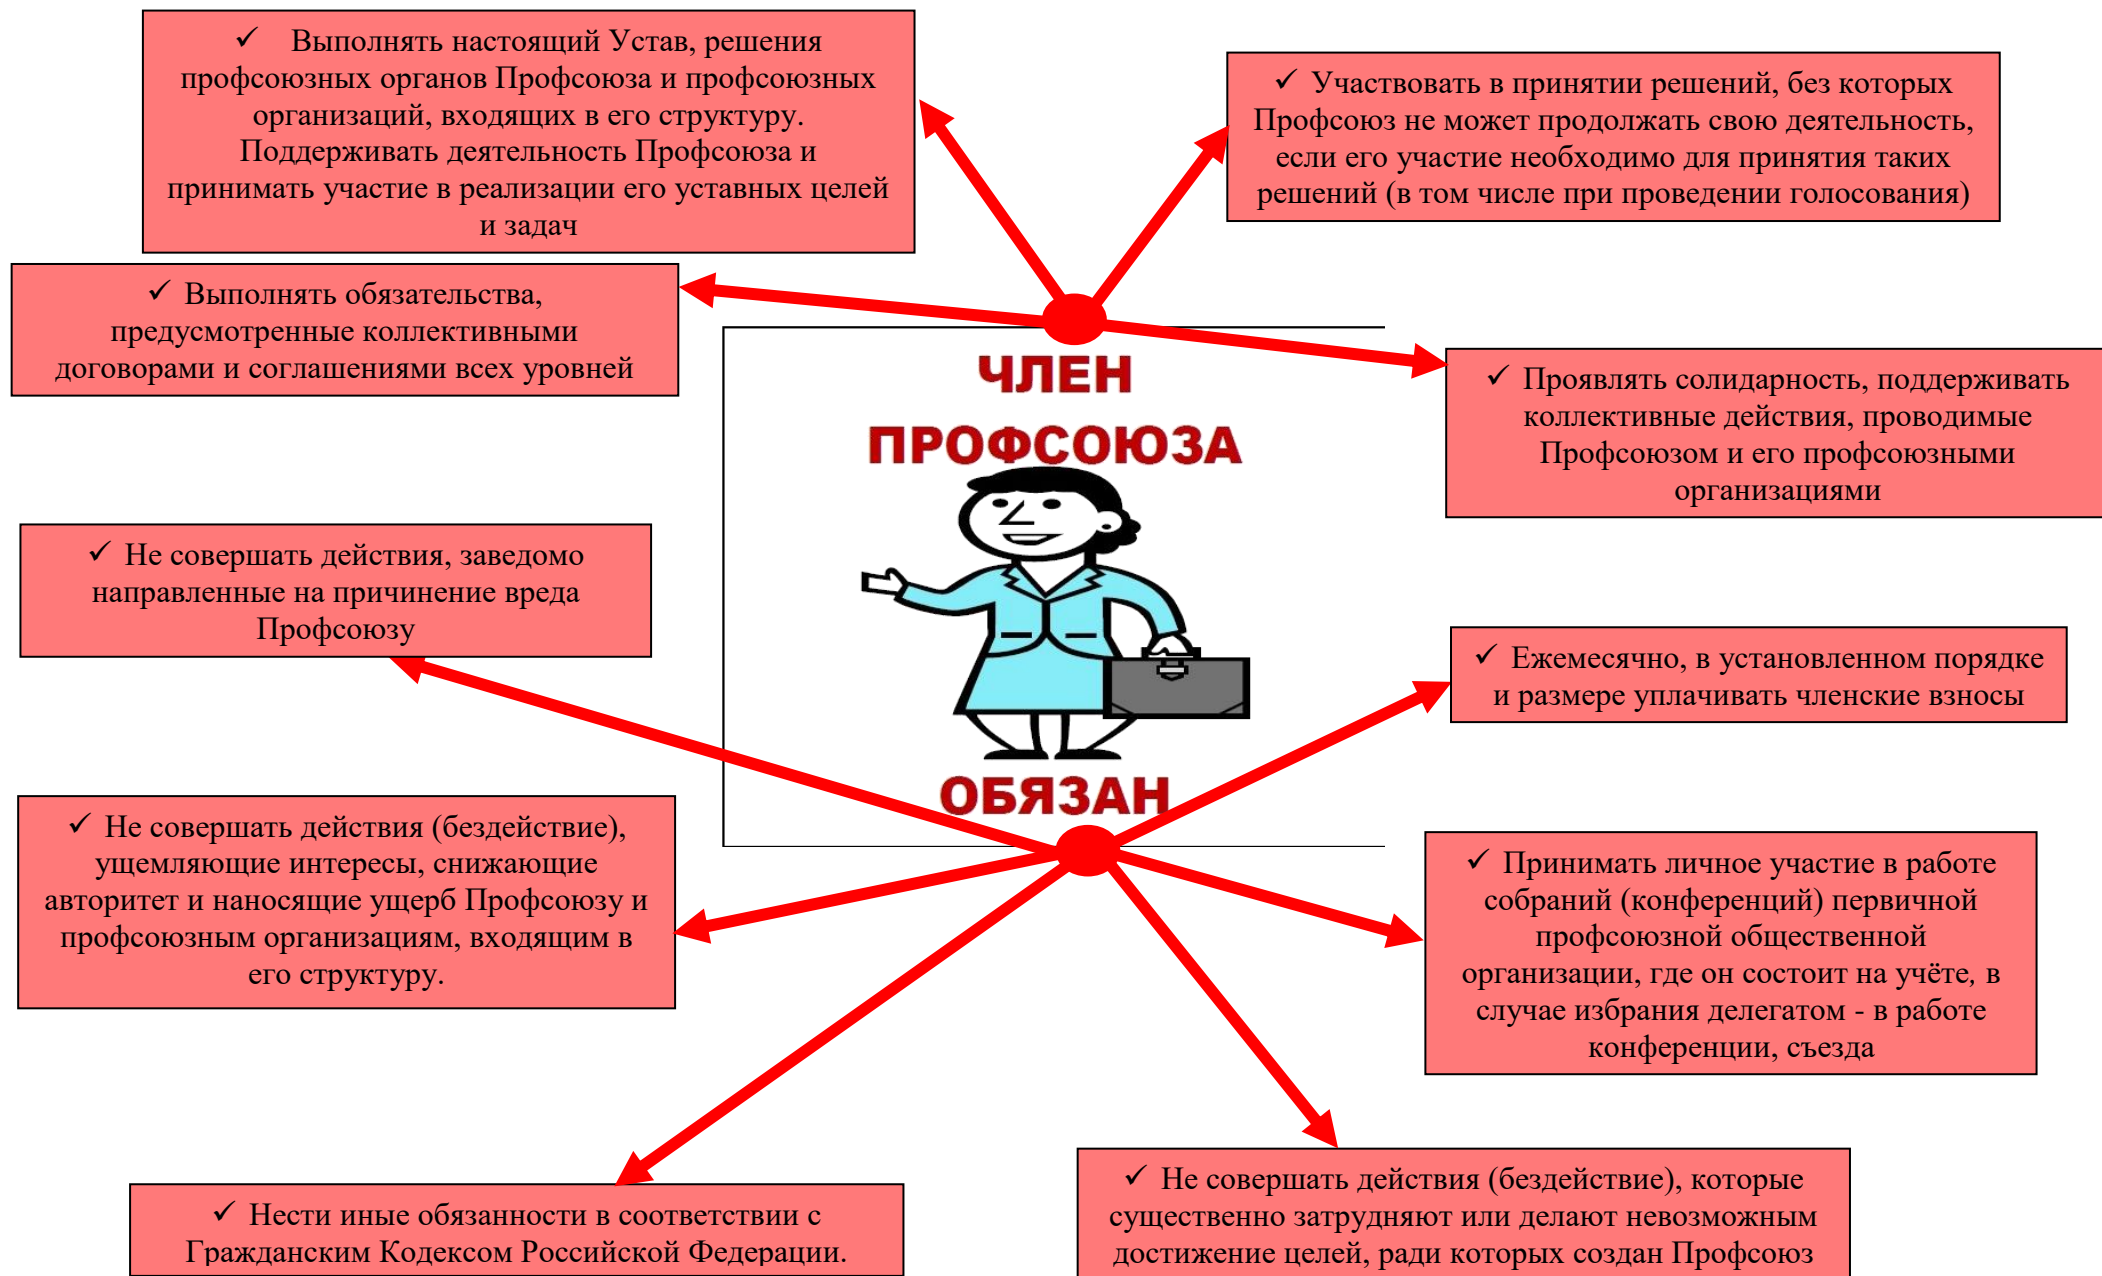 ✓ Выполнять настоящий Устав, решения
профсоюзных органов Профсоюза и профсоюзных
организаций, входящих в его структуру.
Поддерживать деятельность Профсоюза и
принимать участие в реализации его уставных целей
и задач
✓ Участвовать в принятии решений, без которых
Профсоюз не может продолжать свою деятельность,
если его участие необходимо для принятия таких
решений (в том числе при проведении голосования)
✓ Выполнять обязательства,
предусмотренные коллективными
договорами и соглашениями всех уровней
ЧЛЕН
ПРОФСОЮЗА
ОБЯЗАН
✓ Проявлять солидарность, поддерживать
коллективные действия, проводимые
Профсоюзом и его профсоюзными
организациями
✓ Не совершать действия, заведомо
направленные на причинение вреда
Профсоюзу
✓ Ежемесячно, в установленном порядке
и размере уплачивать членские взносы
✓ Не совершать действия (бездействие),
ущемляющие интересы, снижающие
авторитет и наносящие ущерб Профсоюзу и
профсоюзным организациям, входящим в
его структуру.
✓ Принимать личное участие в работе
собраний (конференций) первичной
профсоюзной общественной
организации, где он состоит на учёте, в
случае избрания делегатом - в работе
конференции, съезда
✓ Нести иные обязанности в соответствии с
Гражданским Кодексом Российской Федерации.
✓ Не совершать действия (бездействие), которые
существенно затрудняют или делают невозможным
достижение целей, ради которых создан Профсоюз